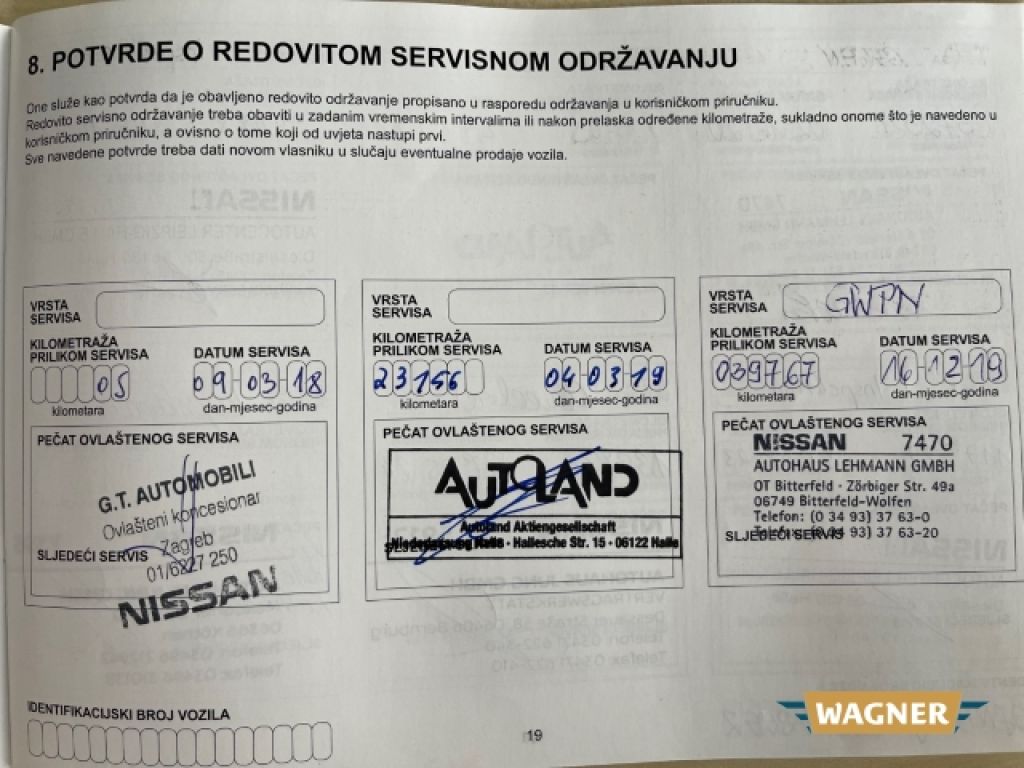 8. POTVRDE O REDOVITOM SERVISNOM ODRŽAVANJU
One služe kao potvrda da je obavljeno redovito održavanje propisano u rasporedu održavanja u korisničkom priručniku.
Redovito servisno održavanje treba obaviti u zadanim vremenskim intervalima ili nakon prelaska određene kilometraže, sukladno onome što je navedeno u
korisničkom priručniku, a ovisno o tome koji od uvjeta nastupi prvi.
Sve navedene potvrde treba dati novom vlasniku u slučaju eventualne prodaje vozila.
VRSTA
SERVISA
KILOMETRAŽA
PRILIKOM SERVISA
DATUM SERVISA
05
09-03-18
kilometara
dan-mjesec-godina
PEČAT OVLAŠTENOG SERVISA
G.T. AUTOMOBILI
Ovlašteni koncesionar
Zagreb
SLJEDEĆI SERVIS
01/6227 250
NISSAN
VRSTA
SERVISA
KILOMETRAŽA
PRILIKOM SERVISA
DATUM SERVISA
23156
04-03-19
kilometara
dan-mjesec-godina
PEČAT OVLAŠTENOG SERVISA
AUTOLAND
Autoland Aktiengesellschaft
Niederlassung Halle · Hallesche Str. 15 · 06122 Halle
VRSTA
SERVISA
GWPN
KILOMETRAŽA
PRILIKOM SERVISA
DATUM SERVISA
039767
16-12-19
kilometara
dan-mjesec-godina
PEČAT OVLAŠTENOG SERVISA
NISSAN 7470
AUTOHAUS LEHMANN GMBH
OT Bitterfeld · Zörbiger Str. 49a
06749 Bitterfeld-Wolfen
Telefon: (0 34 93) 37 63-0
Telefax: (0 34 93) 37 63-20
SLJEDEĆI SERVIS
IDENTIFIKACIJSKI BROJ VOZILA
19
WAGNER